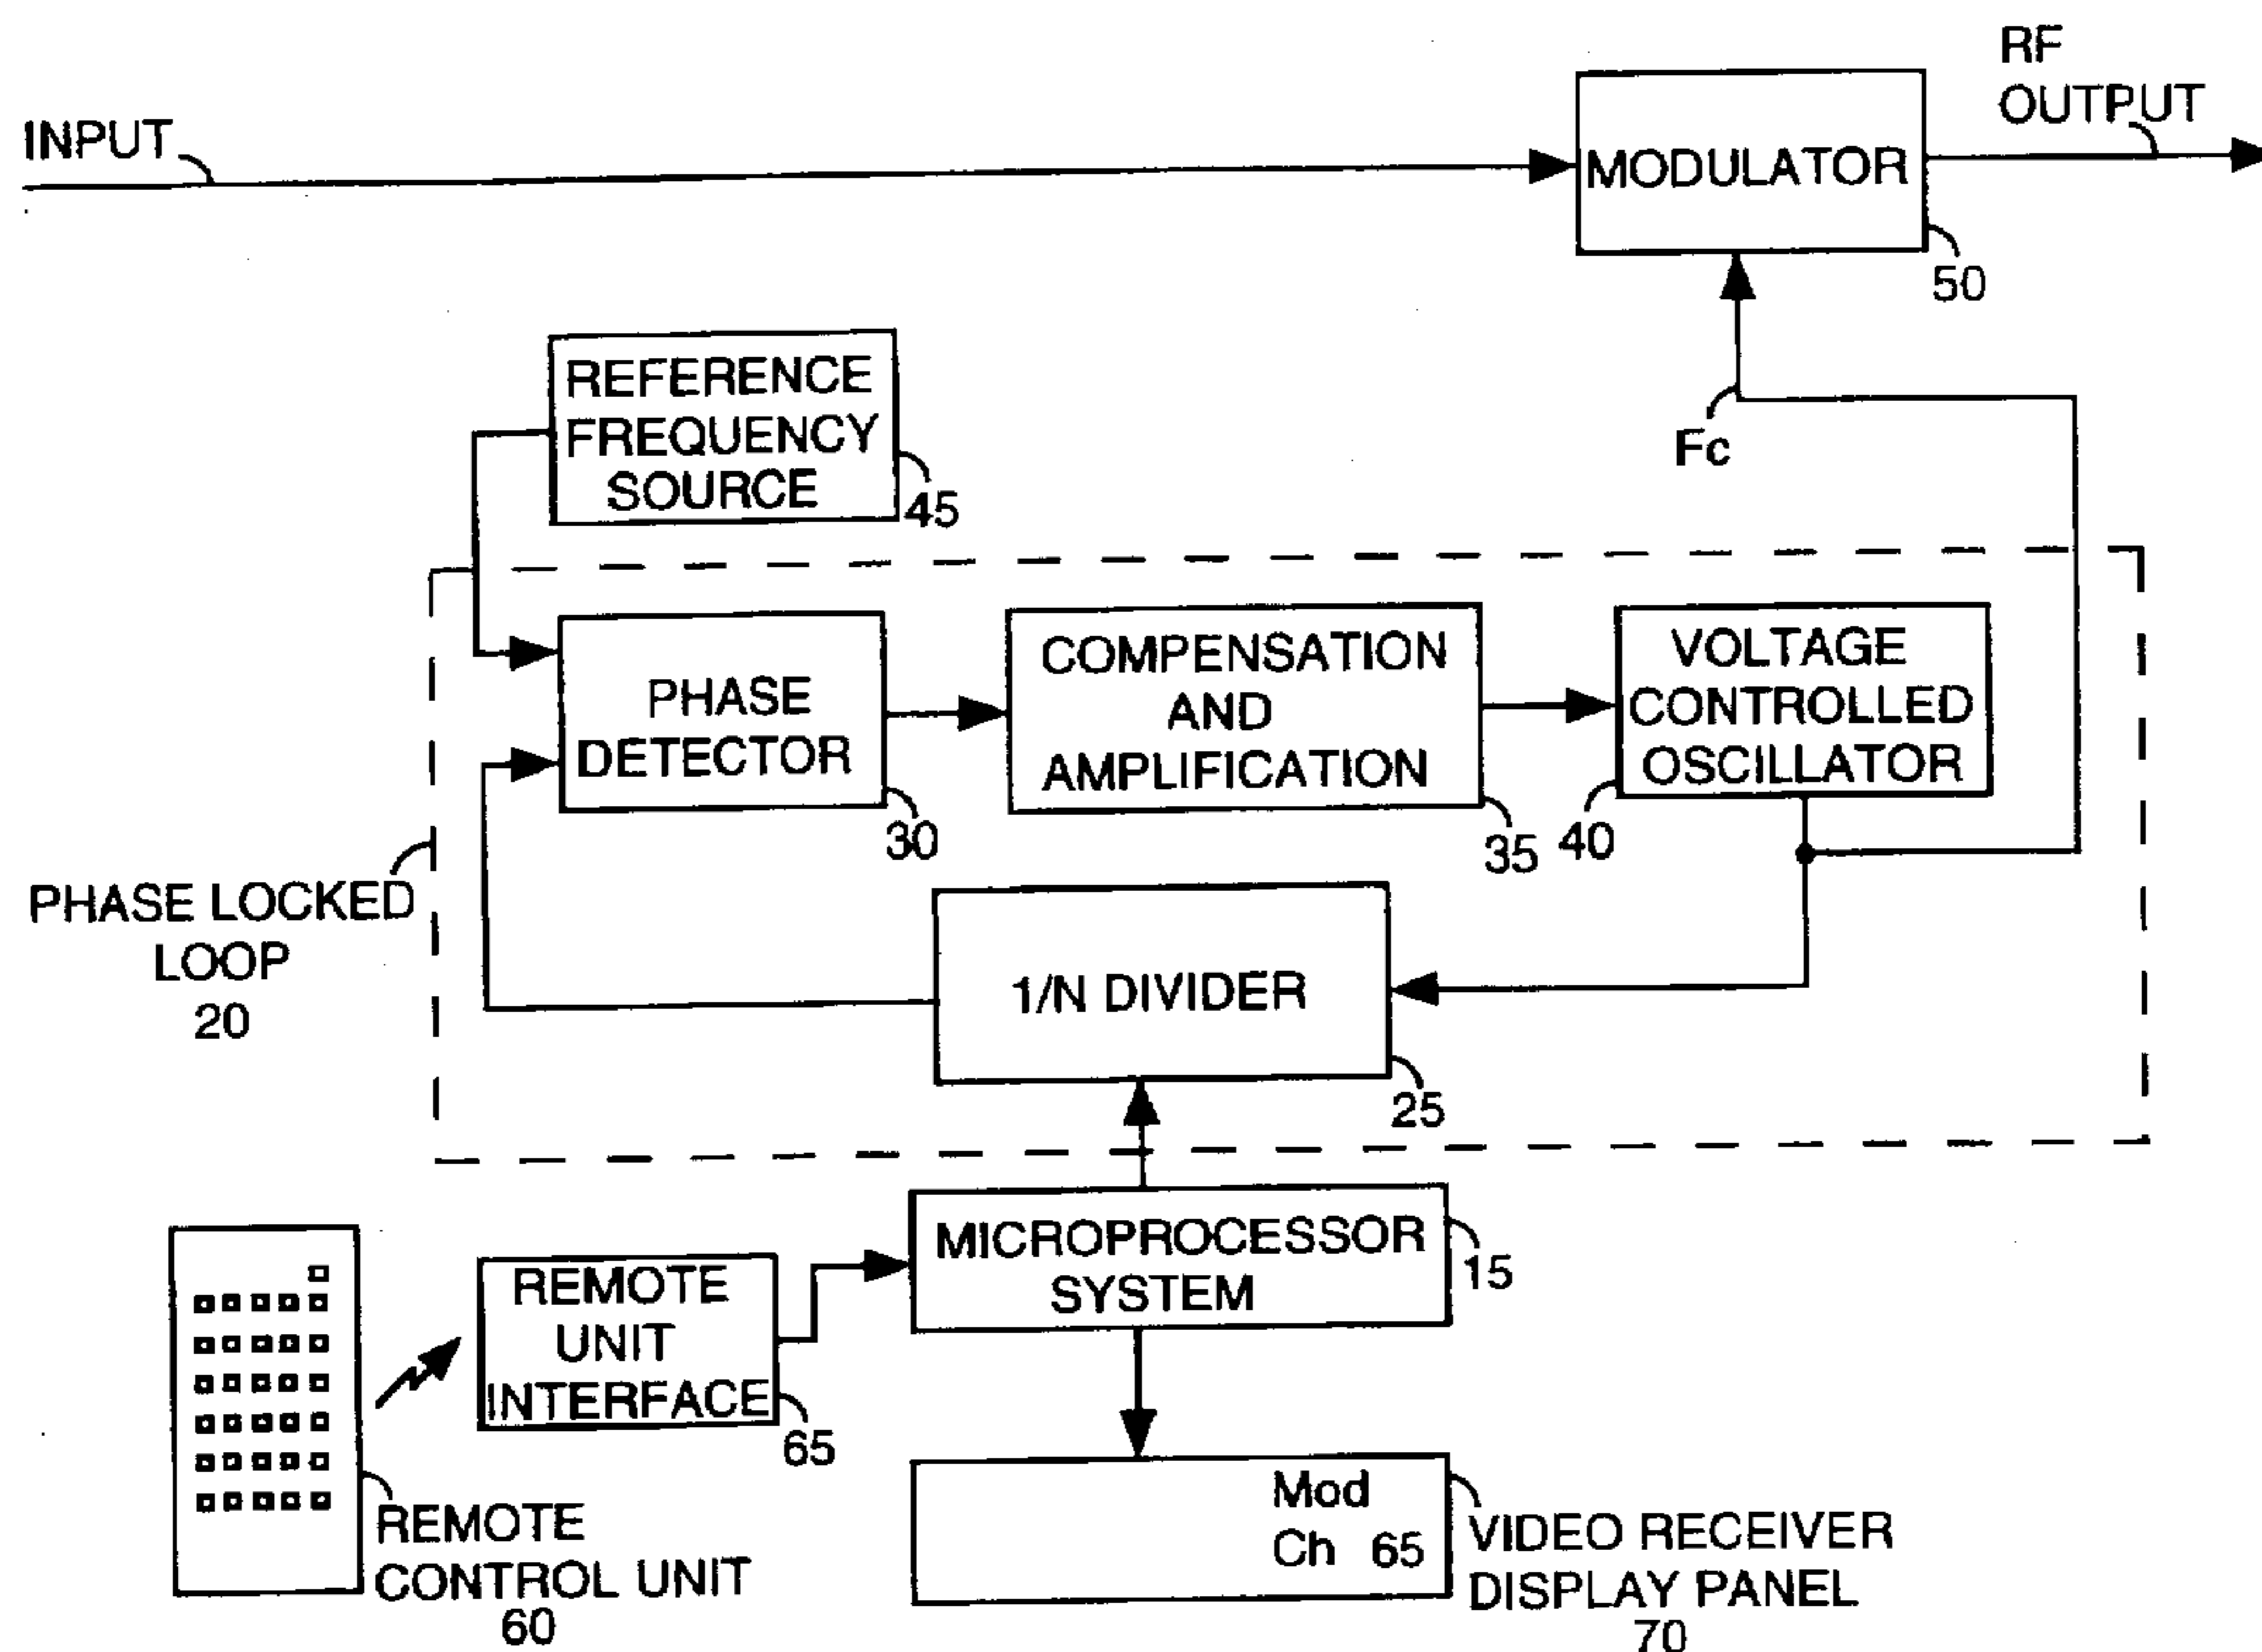 RF
OUTPUT
INPUT
MODULATOR
50
REFERENCE
FREQUENCY
SOURCE
45
Fc
PHASE
DETECTOR
30
COMPENSATION
AND
AMPLIFICATION
35
VOLTAGE
CONTROLLED
OSCILLATOR
40
PHASE LOCKED
LOOP
20
1/N DIVIDER
25
MICROPROCESSOR
SYSTEM
15
REMOTE
UNIT
INTERFACE
65
REMOTE
CONTROL UNIT
60
Mod
Ch 65
VIDEO RECEIVER
DISPLAY PANEL
70